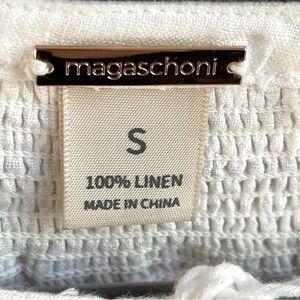 magaschoni
S
100% LINEN
MADE IN CHINA